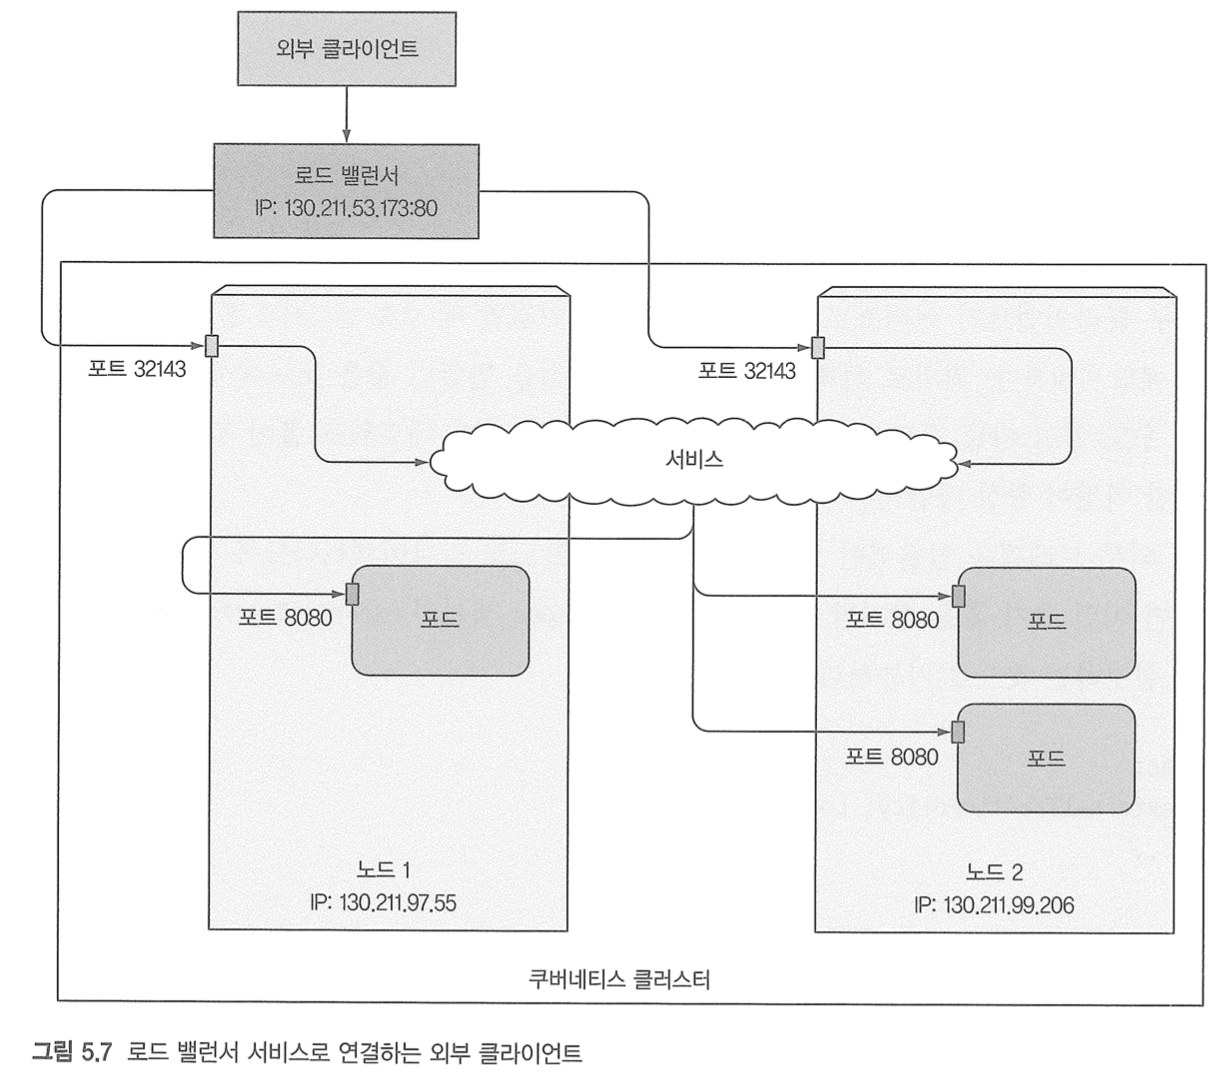 외부 클라이언트
로드 밸런서
IP: 130.211.53.173:80
포트 32143
포트 32143
서비스
포트 8080
포드
포트 8080
포드
포트 8080
포드
노드 1
IP: 130.211.97.55
노드 2
IP: 130.211.99.206
쿠버네티스 클러스터
그림 5.7 로드 밸런서 서비스로 연결하는 외부 클라이언트